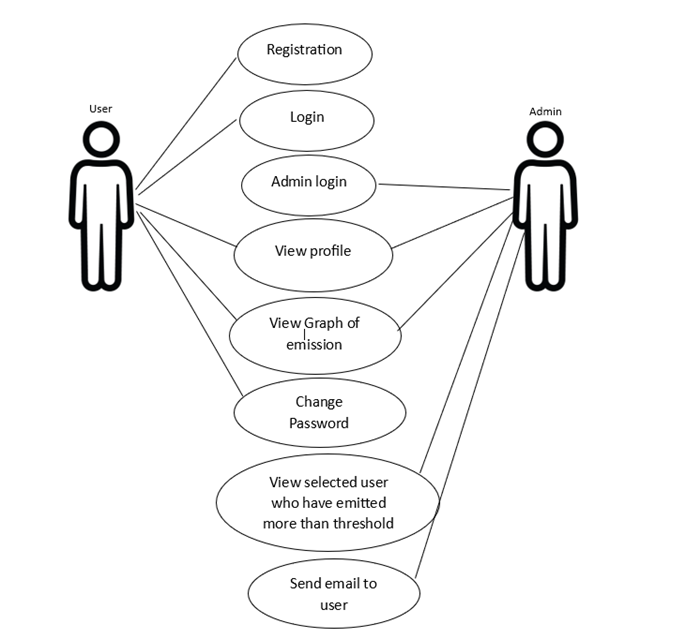 Registration
User
Admin
Login
Admin login
View profile
View Graph of
emission
Change
Password
View selected user
who have emitted
more than threshold
Send email to
user